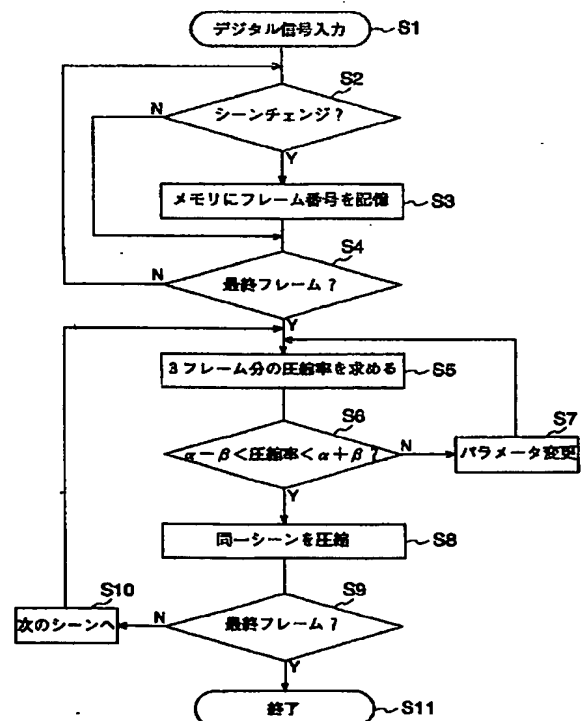 デジタル信号入力 S1
S2
シーンチェンジ?
N
Y
メモリにフレーム番号を記憶 S3
S4
最終フレーム?
N
Y
3フレーム分の圧縮率を求める S5
S6
α-β<圧縮率<α+β?
N
Y
S7
パラメータ変更
同一シーンを圧縮 S8
S9
最終フレーム?
N
Y
S10
次のシーンへ
終了 S11